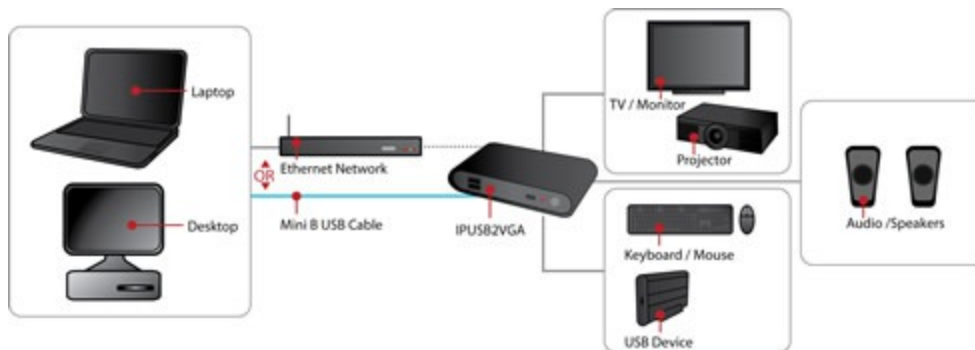 Laptop
Desktop
Ethernet Network
OR
Mini B USB Cable
IPUSB2VGA
TV / Monitor
Projector
Keyboard / Mouse
USB Device
Audio /Speakers